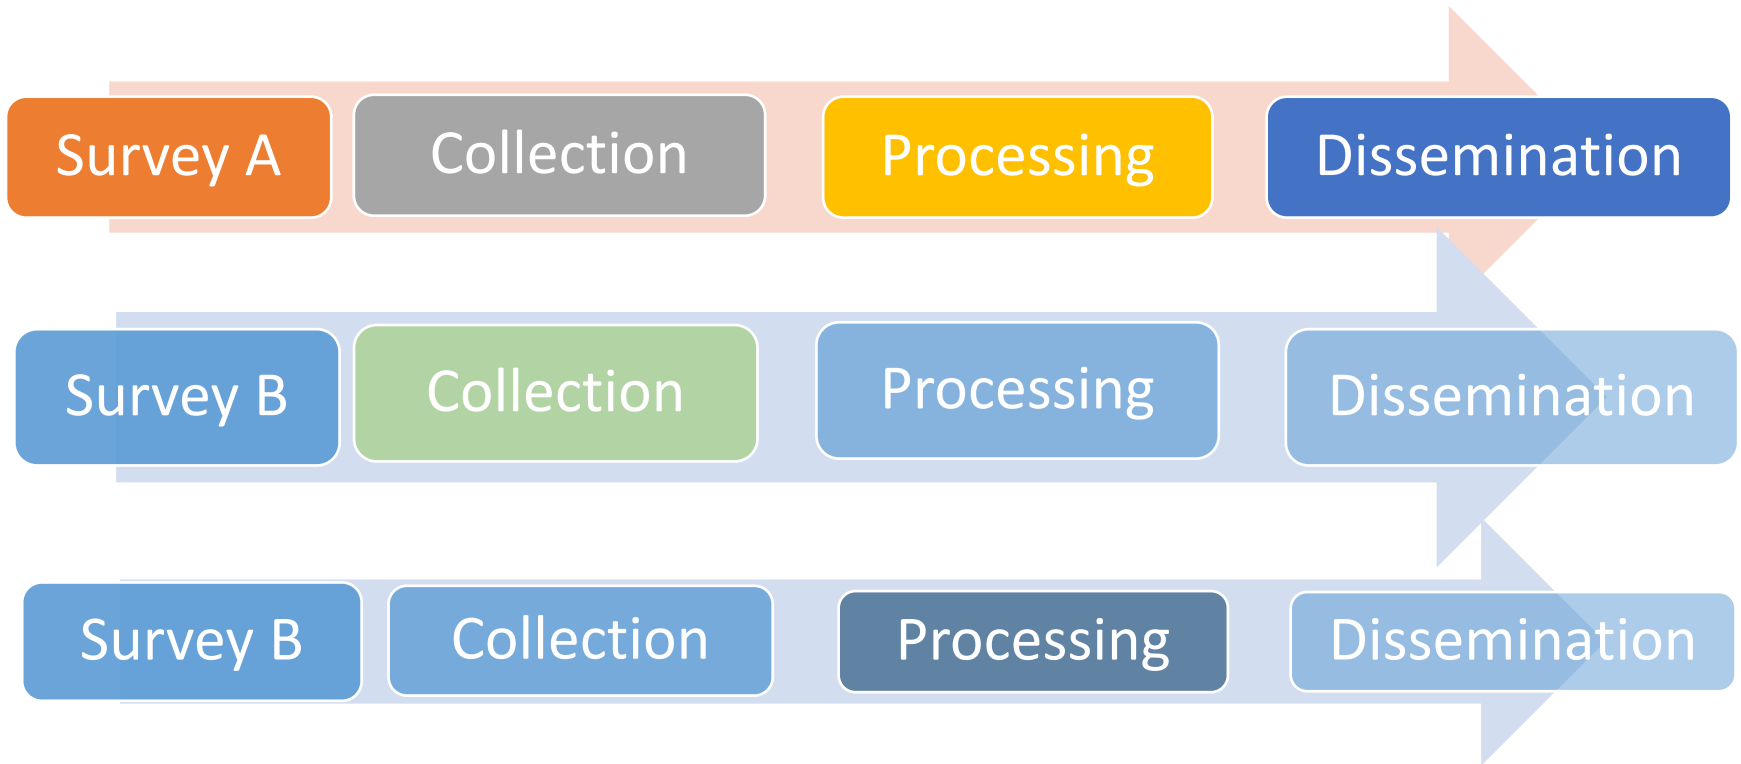 Survey A Collection Processing Dissemination
Survey B Collection Processing Dissemination
Survey B Collection Processing Dissemination